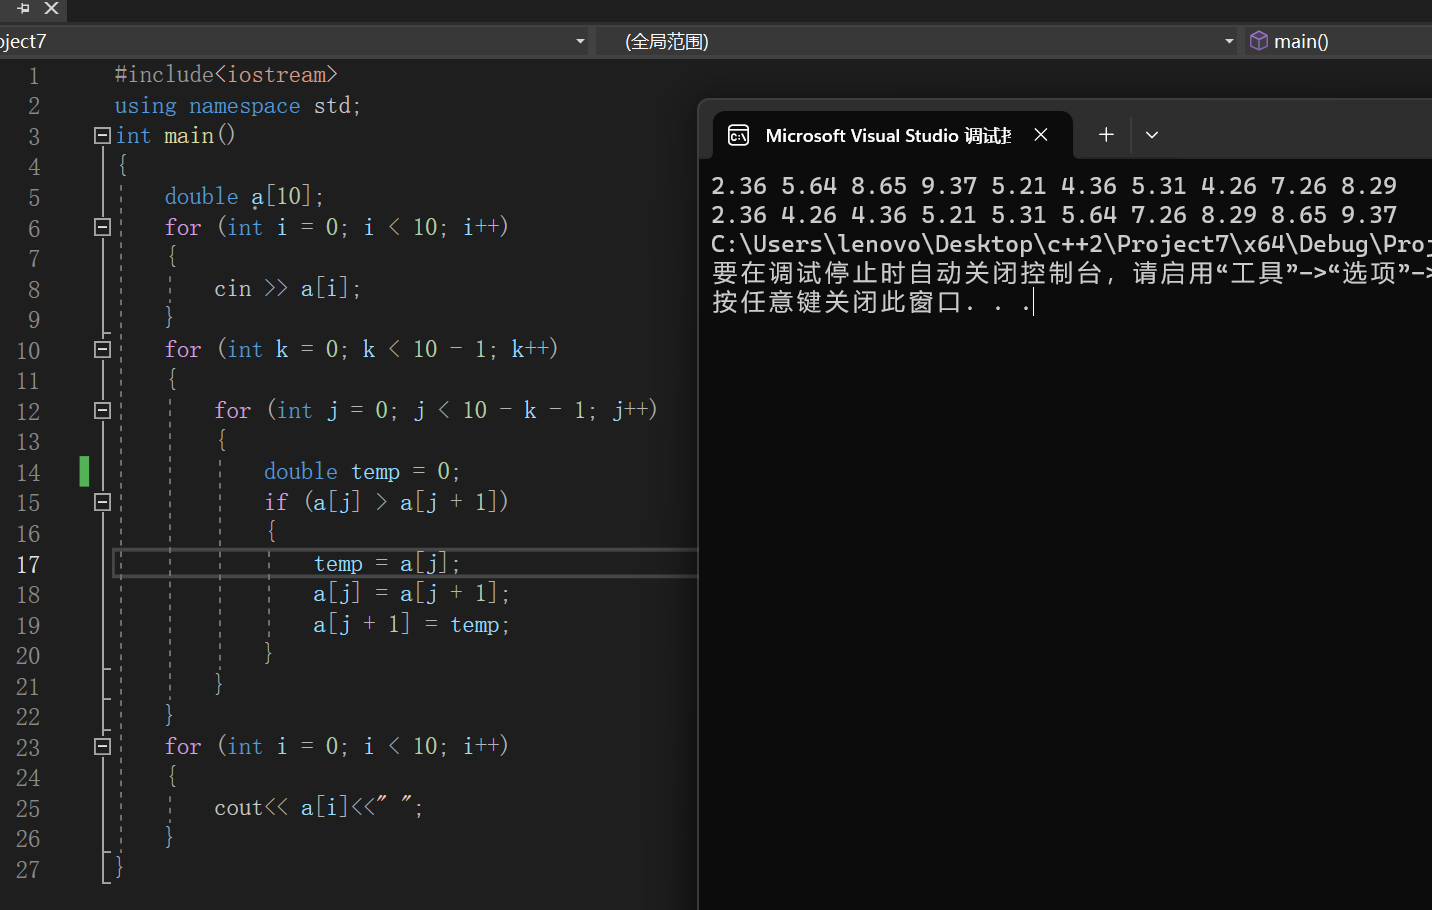 oject7
(全局范围)
main()
1 #include<iostream>
2 using namespace std;
3 int main()
4 {
5 double a[10];
6 for (int i = 0; i < 10; i++)
7 {
8 cin >> a[i];
9 }
10 for (int k = 0; k < 10 - 1; k++)
11 {
12 for (int j = 0; j < 10 - k - 1; j++)
13 {
14 double temp = 0;
15 if (a[j] > a[j + 1])
16 {
17 temp = a[j];
18 a[j] = a[j + 1];
19 a[j + 1] = temp;
20 }
21 }
22 }
23 for (int i = 0; i < 10; i++)
24 {
25 cout<< a[i]<<" ";
26 }
27 }
Microsoft Visual Studio 调试
2.36 5.64 8.65 9.37 5.21 4.36 5.31 4.26 7.26 8.29
2.36 4.26 4.36 5.21 5.31 5.64 7.26 8.29 8.65 9.37
C:\Users\lenovo\Desktop\c++2\Project7\x64\Debug\Proj
要在调试停止时自动关闭控制台，请启用“工具”->“选项”->
按任意键关闭此窗口. . .